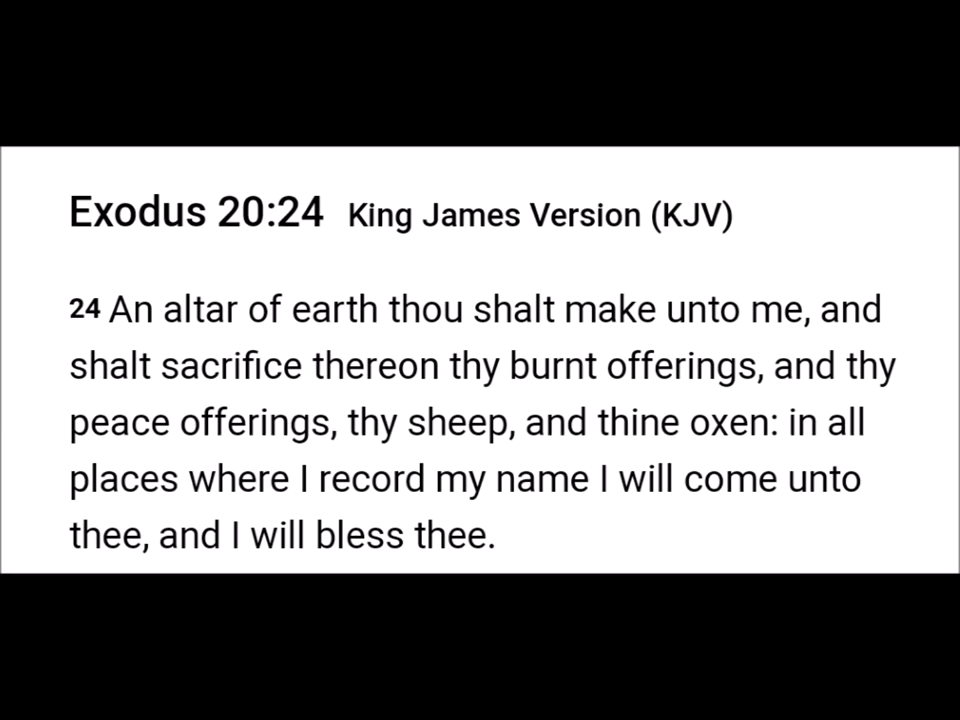 Exodus 20:24 King James Version (KJV)
24 An altar of earth thou shalt make unto me, and
shalt sacrifice thereon thy burnt offerings, and thy
peace offerings, thy sheep, and thine oxen: in all
places where I record my name I will come unto
thee, and I will bless thee.